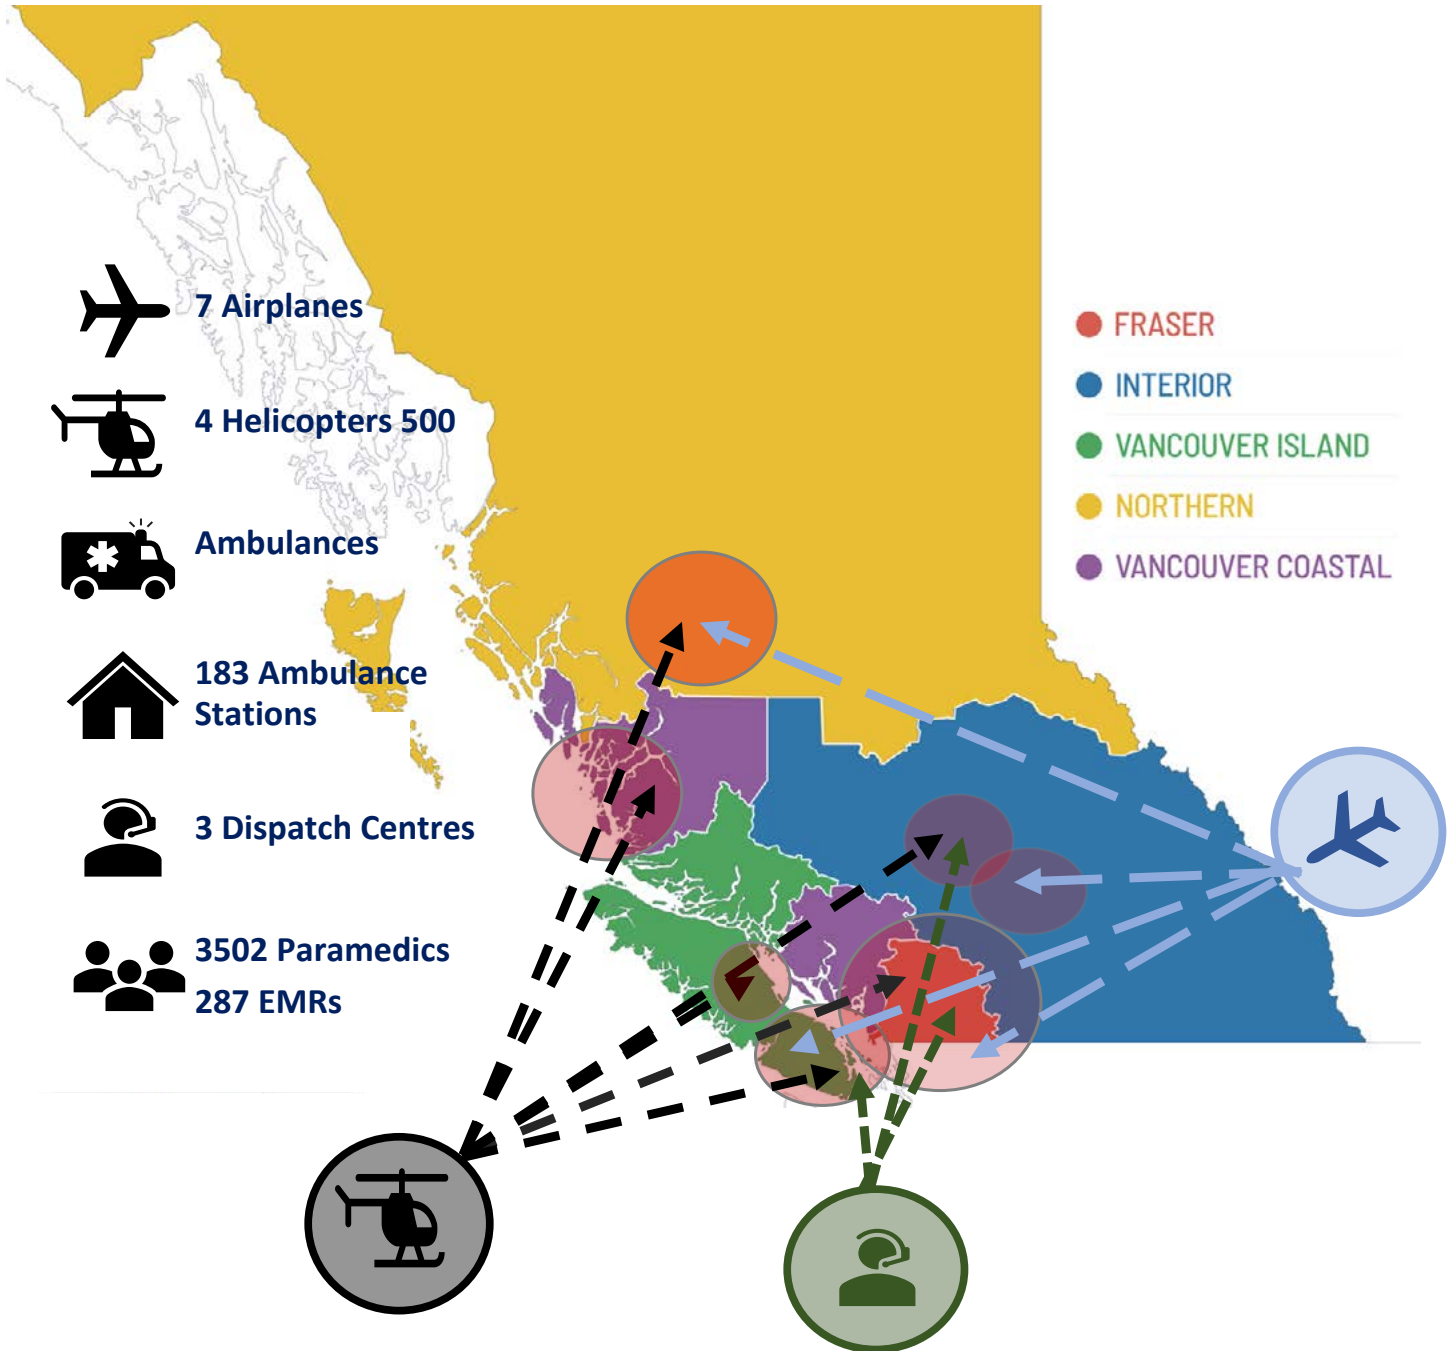 7 Airplanes
4 Helicopters 500
Ambulances
183 Ambulance
Stations
3 Dispatch Centres
3502 Paramedics
287 EMRs
FRASER
INTERIOR
VANCOUVER ISLAND
NORTHERN
VANCOUVER COASTAL